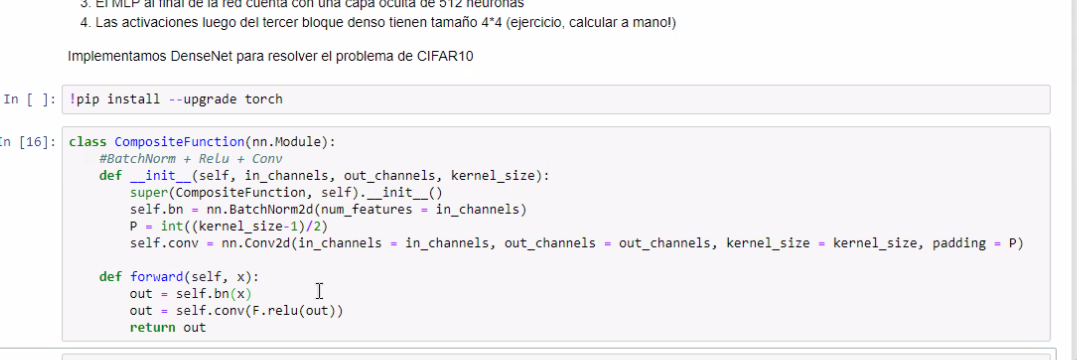 3. El MLP al final de la red cuenta con una capa oculta de 512 neuronas
4. Las activaciones luego del tercer bloque denso tienen tamaño 4*4 (ejercicio, calcular a mano!)
Implementamos DenseNet para resolver el problema de CIFAR10
In [ ]: !pip install --upgrade torch
In [16]: class CompositeFunction(nn.Module):
    #BatchNorm + Relu + Conv
    def __init__(self, in_channels, out_channels, kernel_size):
        super(CompositeFunction, self).__init__()
        self.bn = nn.BatchNorm2d(num_features = in_channels)
        P = int((kernel_size-1)/2)
        self.conv = nn.Conv2d(in_channels = in_channels, out_channels = out_channels, kernel_size = kernel_size, padding = P)
    def forward(self, x):
        out = self.bn(x)
        out = self.conv(F.relu(out))
        return out